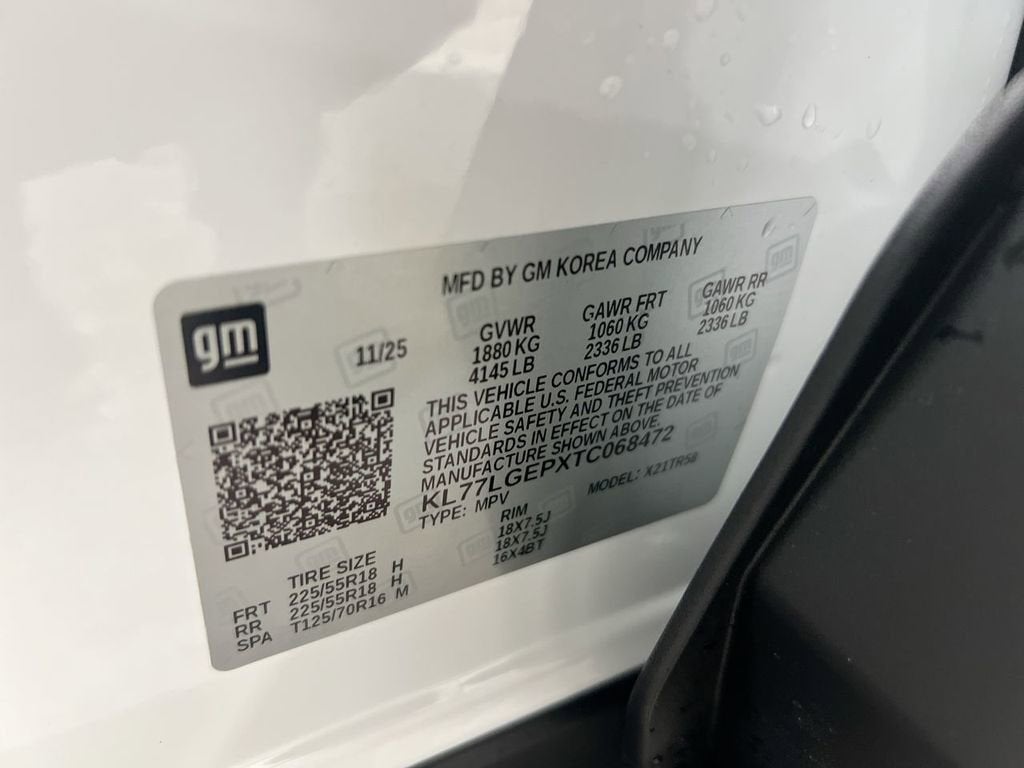 MFD BY GM KOREA COMPANY
gm
11/25
GVWR
1880 KG
4145 LB
GAWR FRT
1060 KG
2336 LB
GAWR RR
1060 KG
2336 LB
THIS VEHICLE CONFORMS TO ALL
APPLICABLE U.S. FEDERAL MOTOR
VEHICLE SAFETY AND THEFT PREVENTION
STANDARDS IN EFFECT ON THE DATE OF
MANUFACTURE SHOWN ABOVE.
KL77LGEPXTC068472
TYPE: MPV
MODEL: X21TR58
TIRE SIZE RIM
FRT 225/55R18 H 18X7.5J
RR 225/55R18 H 18X7.5J
SPA T125/70R16 M 16X4BT